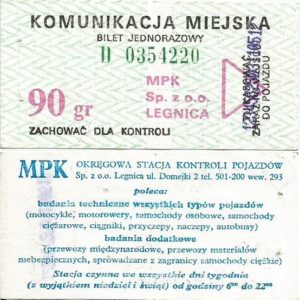 KOMUNIKACJA MIEJSKA
BILET JEDNORAZOWY
D 0354220
MPK
90 gr Sp. z o.o.
LEGNICA
ZACHOWAĆ DLA KONTROLI
DO POJAZDU
MPK OKRĘGOWA STACJA KONTROLI POJAZDÓW
Sp. z o.o. Legnica ul. Domejki 2 tel. 501-200 wew. 293
poleca:
badania techniczne wszystkich typów pojazdów
(motocykle, motorowery, samochody osobowe, samochody
ciężarowe, ciągniki, przyczepy, naczepy, autobusy)
badania dodatkowe
(przewozy międzynarodowe, przewozy materiałów
niebezpiecznych, sprowadzane z zagranicy samochody ciężkie)
Stacja czynna we wszystkie dni tygodnia
(z wyjątkiem niedziel i świąt) od godziny 6⁰⁰ do 22⁰⁰